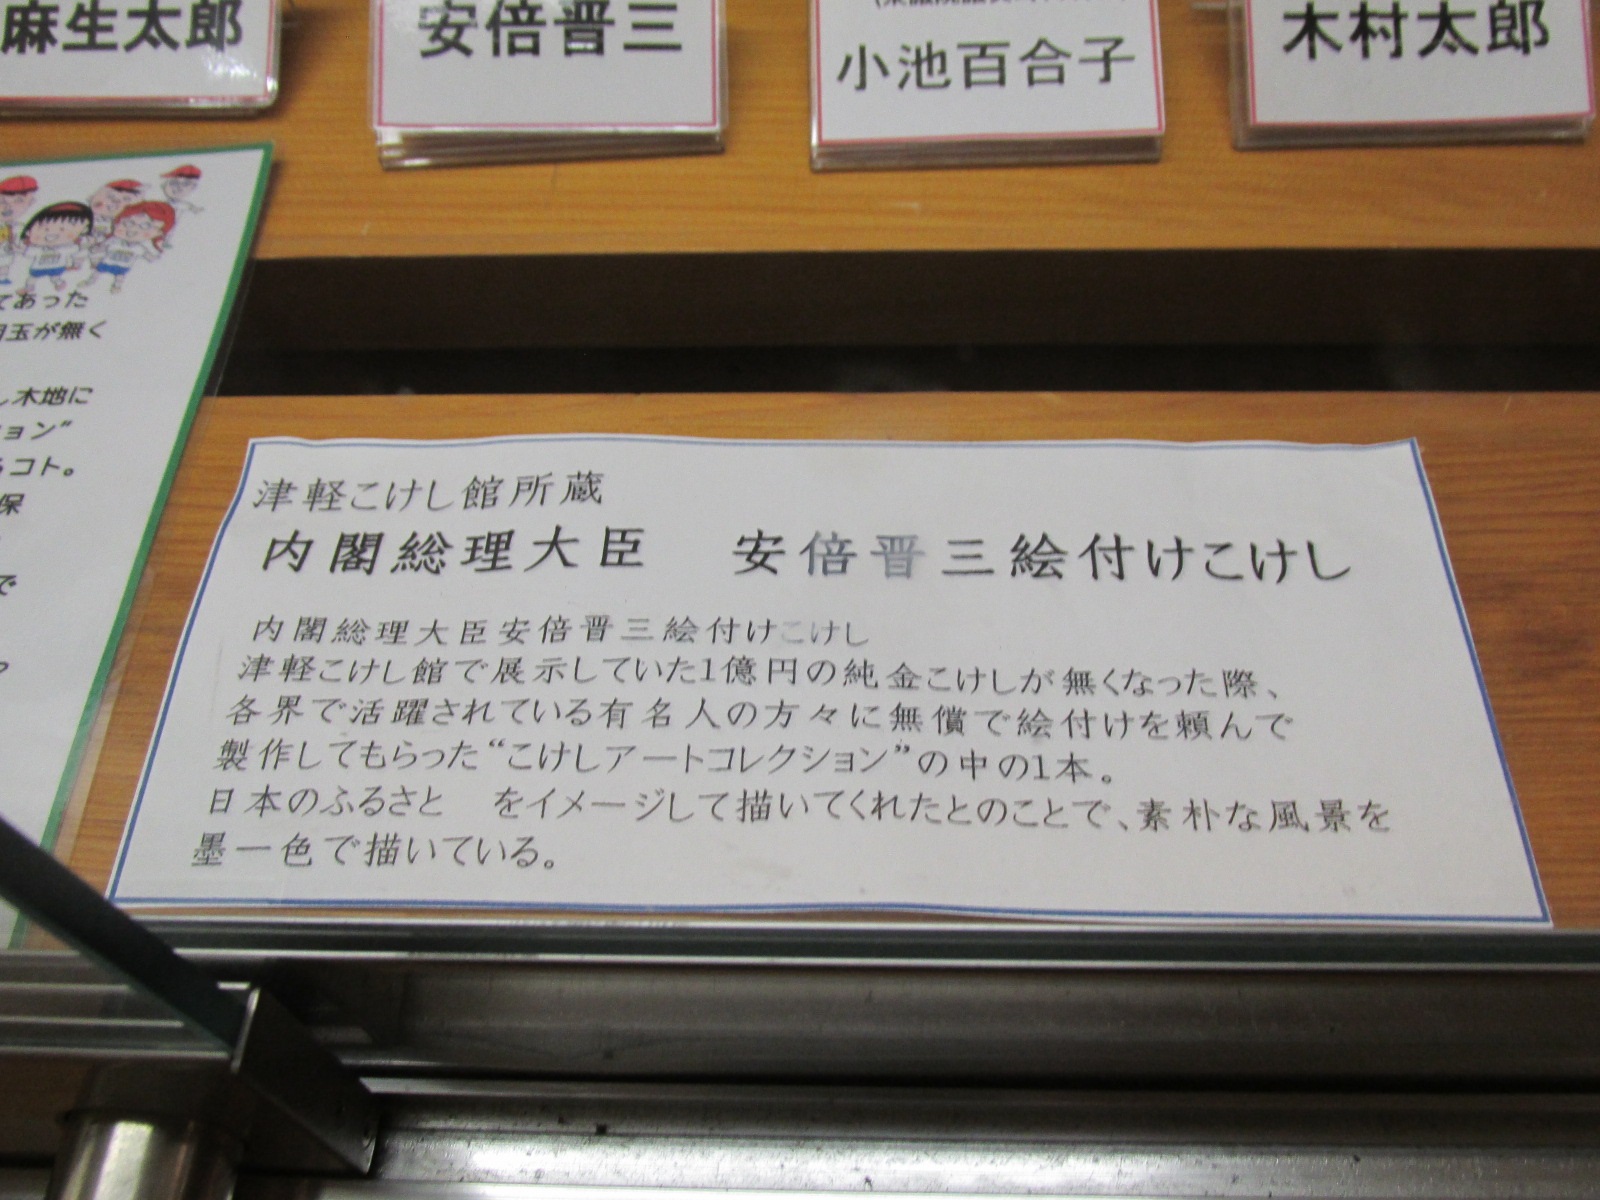 麻生太郎
安倍晋三
小池百合子
木村太郎
てあった
玉が無く
し木地に
ョン”
コト。
保
で
津軽こけし館所蔵
内閣総理大臣　安倍晋三絵付けこけし
内閣総理大臣安倍晋三絵付けこけし
津軽こけし館で展示していた1億円の純金こけしが無くなった際、
各界で活躍されている有名人の方々に無償で絵付けを頼んで
製作してもらった“こけしアートコレクション”の中の1本。
日本のふるさと　をイメージして描いてくれたとのことで、素朴な風景を
墨一色で描いている。